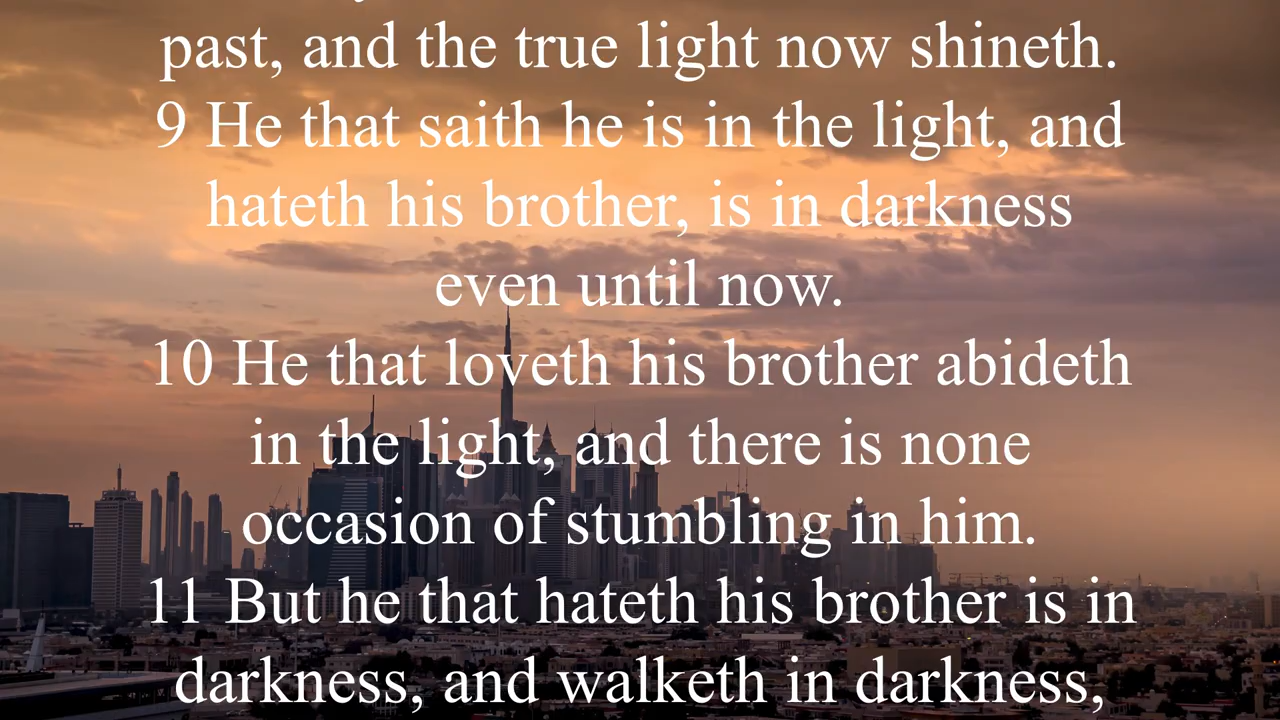 past, and the true light now shineth.
9 He that saith he is in the light, and
hateth his brother, is in darkness
even until now.
10 He that loveth his brother abideth
in the light, and there is none
occasion of stumbling in him.
11 But he that hateth his brother is in
darkness, and walketh in darkness,